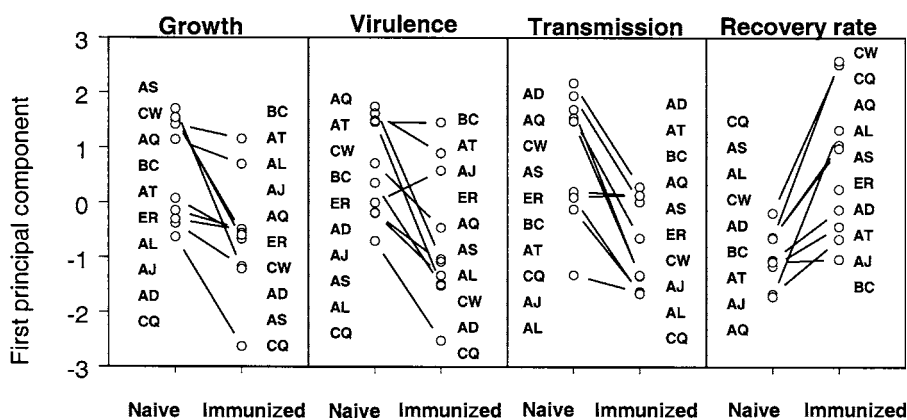 Growth Virulence Transmission Recovery rate
First principal component
3
2
1
0
-1
-2
-3
AS
CW
AQ
BC
AT
ER
AL
AJ
AD
CQ
BC
AT
AL
AJ
AQ
ER
CW
AD
AS
CQ
AQ
AT
CW
BC
ER
AD
AJ
AS
AL
CQ
BC
AT
AJ
ER
AQ
AS
AL
CW
AD
CQ
AD
AQ
CW
AS
ER
BC
AT
CQ
AJ
AL
AD
AT
BC
AQ
AS
ER
CW
AJ
AL
CQ
CQ
AS
AL
CW
AD
BC
AT
AJ
AQ
CW
CQ
AQ
AL
AS
ER
AD
AT
AJ
BC
Naive Immunized Naive Immunized Naive Immunized Naive Immunized